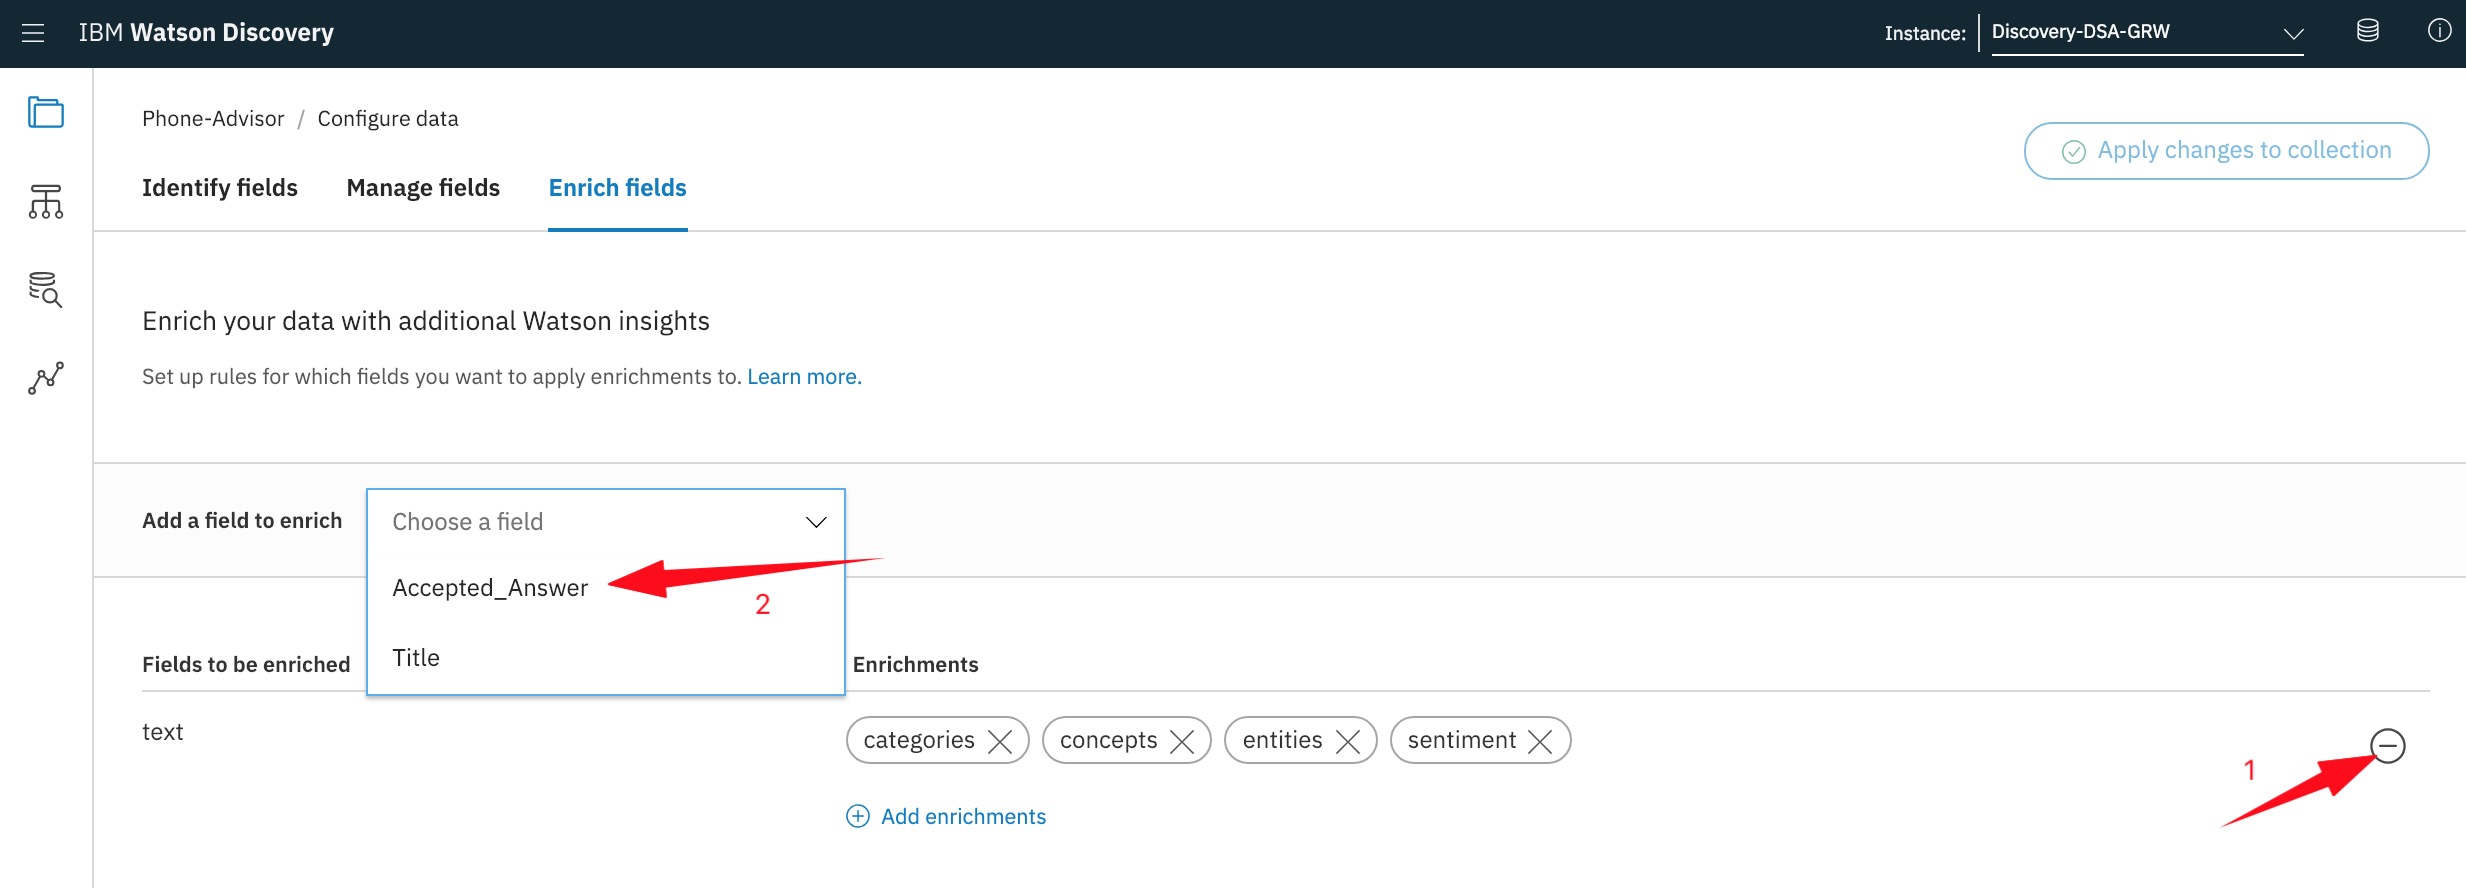 IBM Watson Discovery
Instance: Discovery-DSA-GRW
Phone-Advisor / Configure data
Apply changes to collection
Identify fields Manage fields Enrich fields
Enrich your data with additional Watson insights
Set up rules for which fields you want to apply enrichments to. Learn more.
Add a field to enrich Choose a field
Accepted_Answer
2
Title
Fields to be enriched Enrichments
text categories concepts entities sentiment
1
Add enrichments